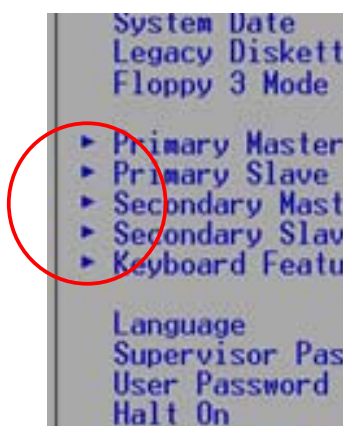 System Date
Legacy Diskett
Floppy 3 Mode
Primary Master
Primary Slave
Secondary Mast
Secondary Slav
Keyboard Featu
Language
Supervisor Pas
User Password
Halt On